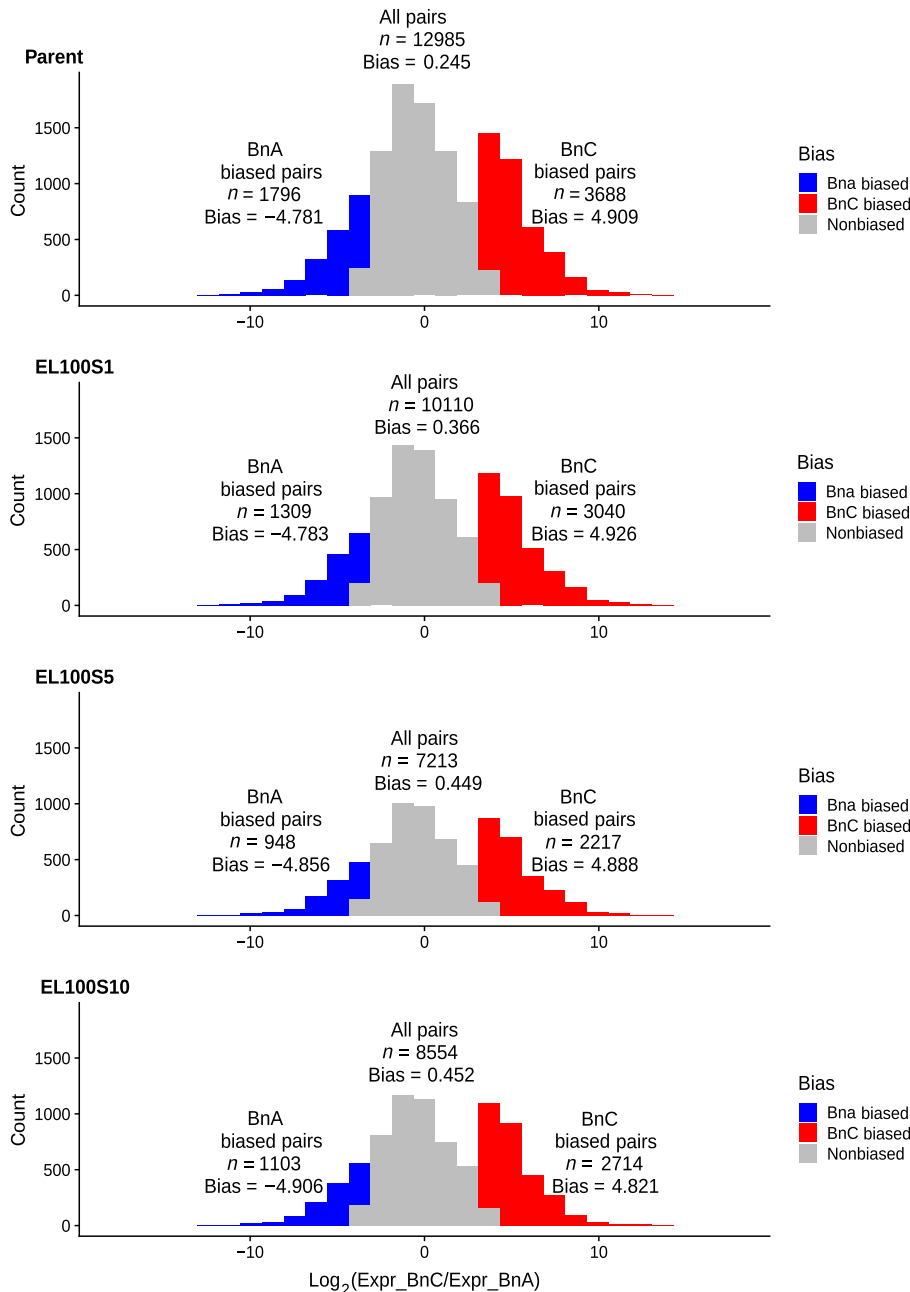 All pairs
n = 12985
Bias = 0.245
Parent
Count
1500
1000
500
0
BnA
biased pairs
n = 1796
Bias = −4.781
BnC
biased pairs
n = 3688
Bias = 4.909
−10
0
10
Bias
Bna biased
BnC biased
Nonbiased
EL100S1
All pairs
n = 10110
Bias = 0.366
Count
1500
1000
500
0
BnA
biased pairs
n = 1309
Bias = −4.783
BnC
biased pairs
n = 3040
Bias = 4.926
−10
0
10
Bias
Bna biased
BnC biased
Nonbiased
EL100S5
All pairs
n = 7213
Bias = 0.449
Count
1500
1000
500
0
BnA
biased pairs
n = 948
Bias = −4.856
BnC
biased pairs
n = 2217
Bias = 4.888
−10
0
10
Bias
Bna biased
BnC biased
Nonbiased
EL100S10
All pairs
n = 8554
Bias = 0.452
Count
1500
1000
500
0
BnA
biased pairs
n = 1103
Bias = −4.906
BnC
biased pairs
n = 2714
Bias = 4.821
−10
0
10
Bias
Bna biased
BnC biased
Nonbiased
Log₂(Expr_BnC/Expr_BnA)